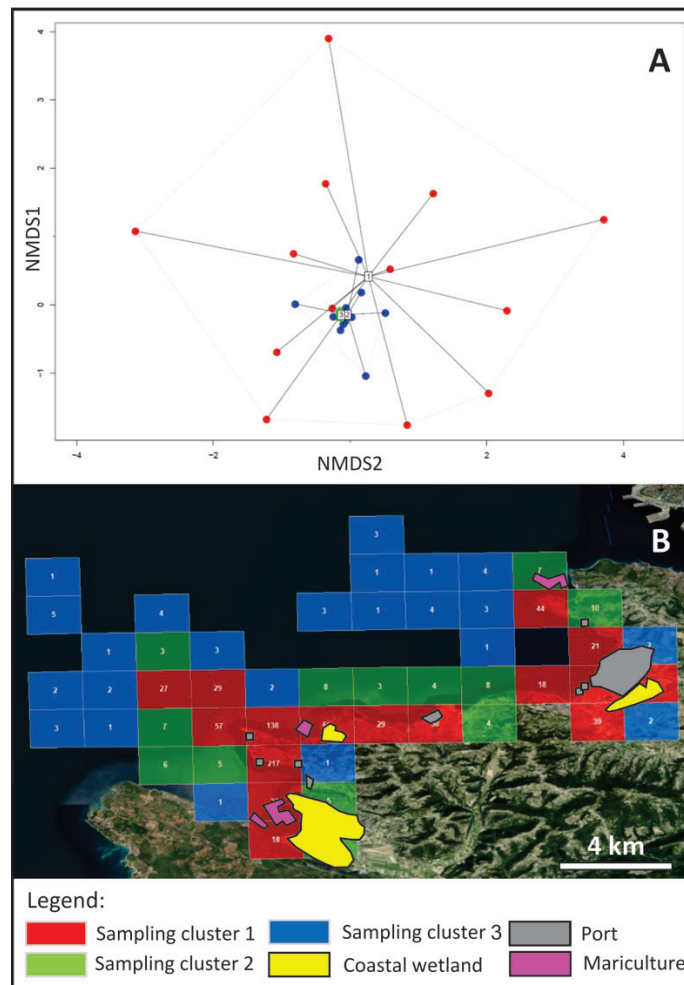 A
4
3
2
1
0
-1
NMDS1
1
3 2
-4
-2
0
2
4
NMDS2
B
3
1 1 1 4 7
5 4 3 1 4 3 44 10
1 3 3 1 21 2
2 2 27 29 2 8 3 4 8 18
3 1 7 57 138 29 4 39 2
6 5 217 1
1
18
4 km
Legend:
Sampling cluster 1 Sampling cluster 3 Port
Sampling cluster 2 Coastal wetland Mariculture